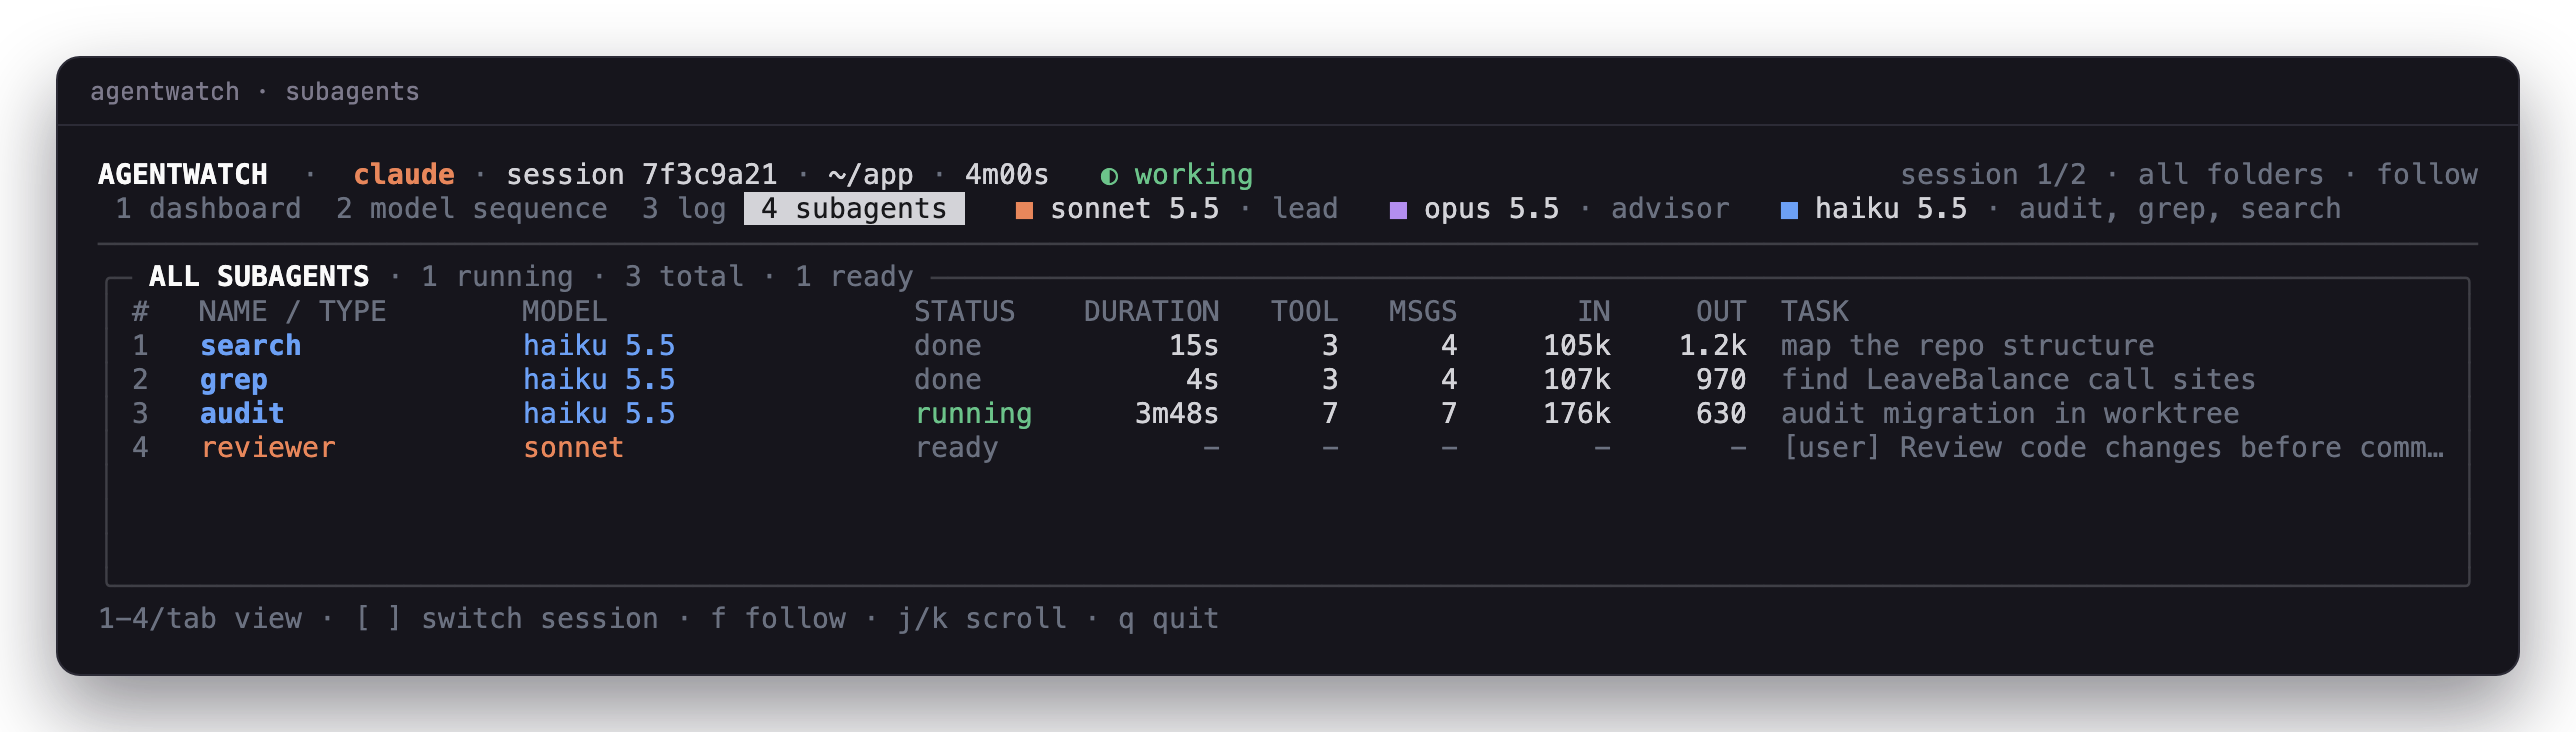 agentwatch · subagents
AGENTWATCH · claude · session 7f3c9a21 · ~/app · 4m00s ◐ working session 1/2 · all folders · follow
1 dashboard 2 model sequence 3 log 4 subagents ■ sonnet 5.5 · lead ■ opus 5.5 · advisor ■ haiku 5.5 · audit, grep, search
ALL SUBAGENTS · 1 running · 3 total · 1 ready
# NAME / TYPE MODEL STATUS DURATION TOOL MSGS IN OUT TASK
1 search haiku 5.5 done 15s 3 4 105k 1.2k map the repo structure
2 grep haiku 5.5 done 4s 3 4 107k 970 find LeaveBalance call sites
3 audit haiku 5.5 running 3m48s 7 7 176k 630 audit migration in worktree
4 reviewer sonnet ready – – – – – [user] Review code changes before comm…
1–4/tab view · [ ] switch session · f follow · j/k scroll · q quit